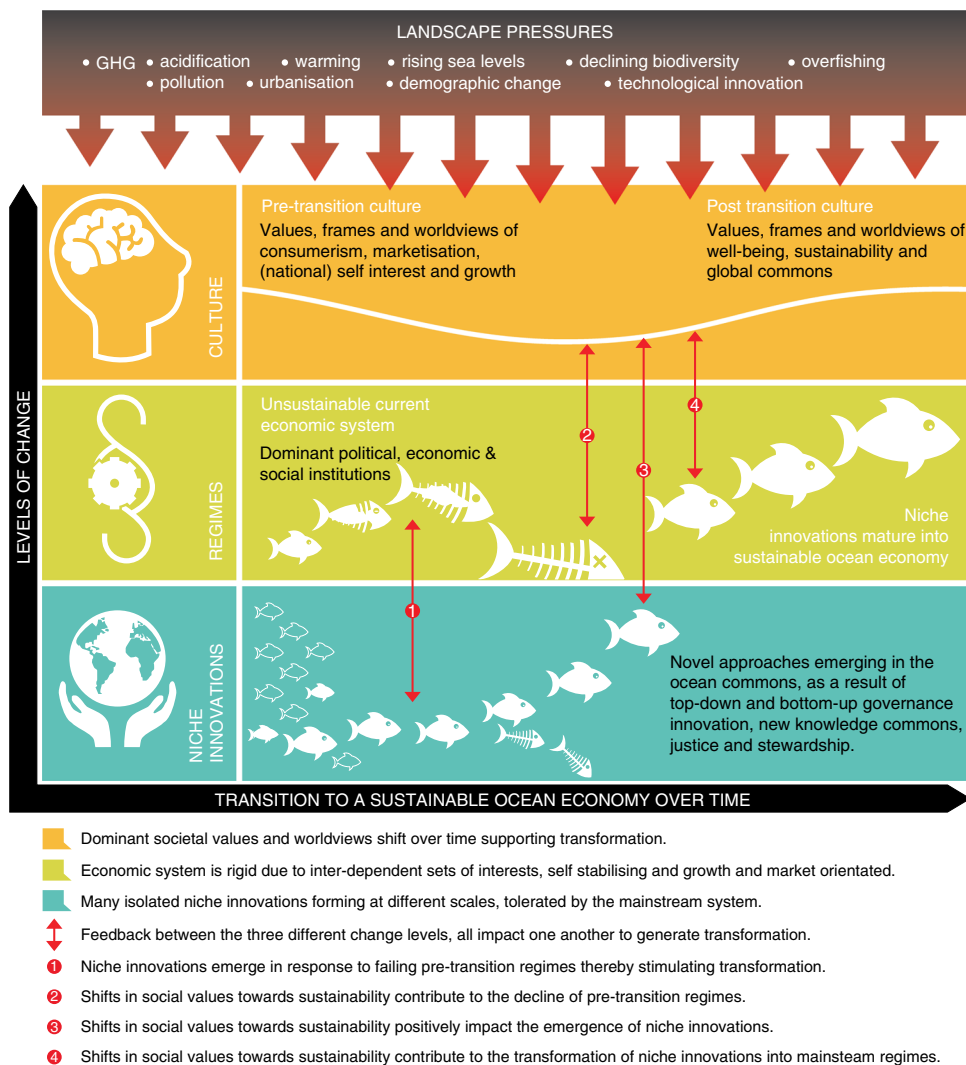 LANDSCAPE PRESSURES
• GHG • acidification • warming • rising sea levels • declining biodiversity • overfishing
• pollution • urbanisation • demographic change • technological innovation
LEVELS OF CHANGE
CULTURE
Pre-transition culture
Values, frames and worldviews of
consumerism, marketisation,
(national) self interest and growth
Post transition culture
Values, frames and worldviews of
well-being, sustainability and
global commons
REGIMES
Unsustainable current
economic system
Dominant political, economic &
social institutions
2
3
4
Niche
innovations mature into
sustainable ocean economy
NICHE
INNOVATIONS
1
Novel approaches emerging in the
ocean commons, as a result of
top-down and bottom-up governance
innovation, new knowledge commons,
justice and stewardship.
TRANSITION TO A SUSTAINABLE OCEAN ECONOMY OVER TIME
Dominant societal values and worldviews shift over time supporting transformation.
Economic system is rigid due to inter-dependent sets of interests, self stabilising and growth and market orientated.
Many isolated niche innovations forming at different scales, tolerated by the mainstream system.
Feedback between the three different change levels, all impact one another to generate transformation.
1 Niche innovations emerge in response to failing pre-transition regimes thereby stimulating transformation.
2 Shifts in social values towards sustainability contribute to the decline of pre-transition regimes.
3 Shifts in social values towards sustainability positively impact the emergence of niche innovations.
4 Shifts in social values towards sustainability contribute to the transformation of niche innovations into mainsteam regimes.